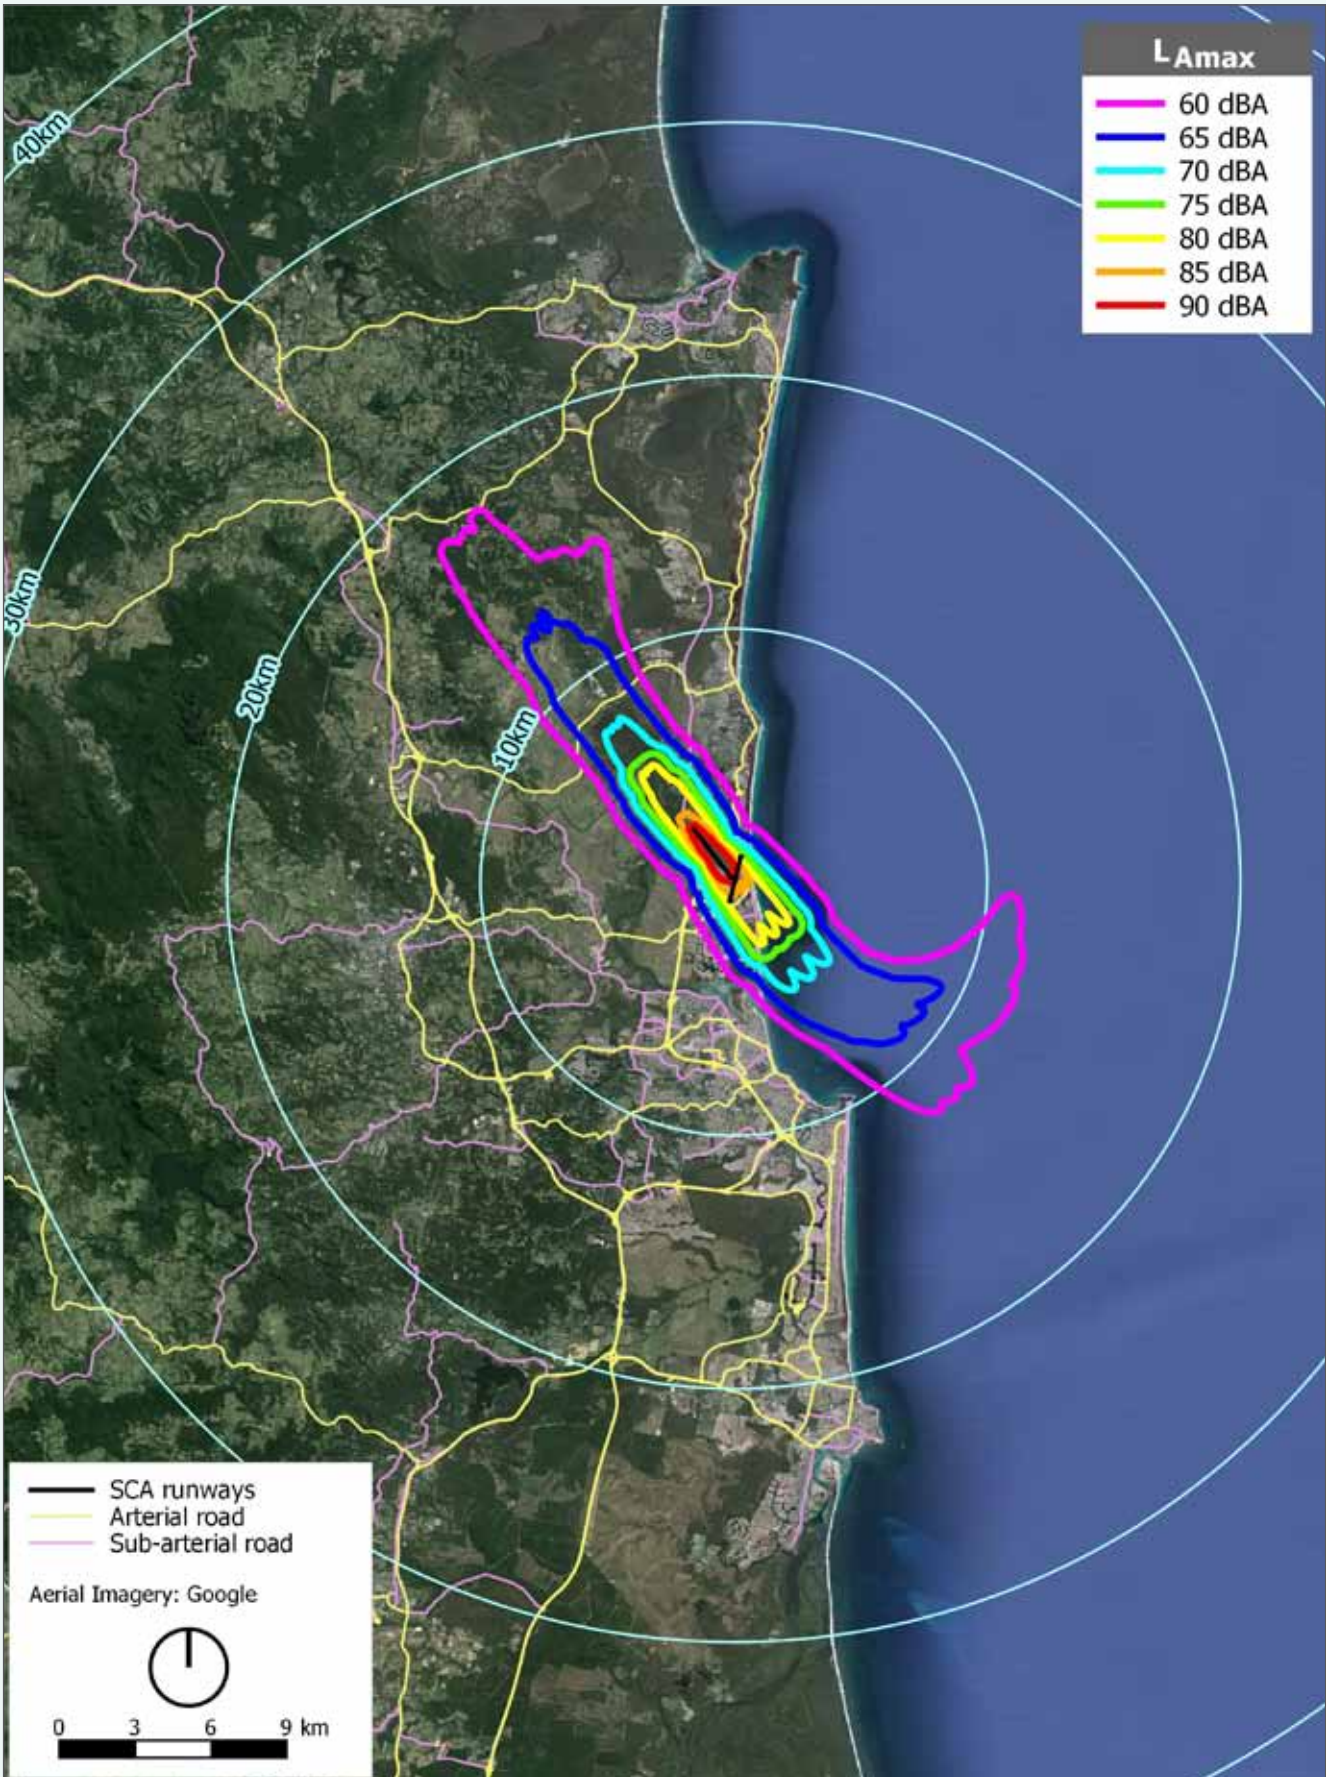 LAmax
60 dBA
65 dBA
70 dBA
75 dBA
80 dBA
85 dBA
90 dBA
40km
30km
20km
10km
SCA runways
Arterial road
Sub-arterial road
Aerial Imagery: Google
0 3 6 9 km